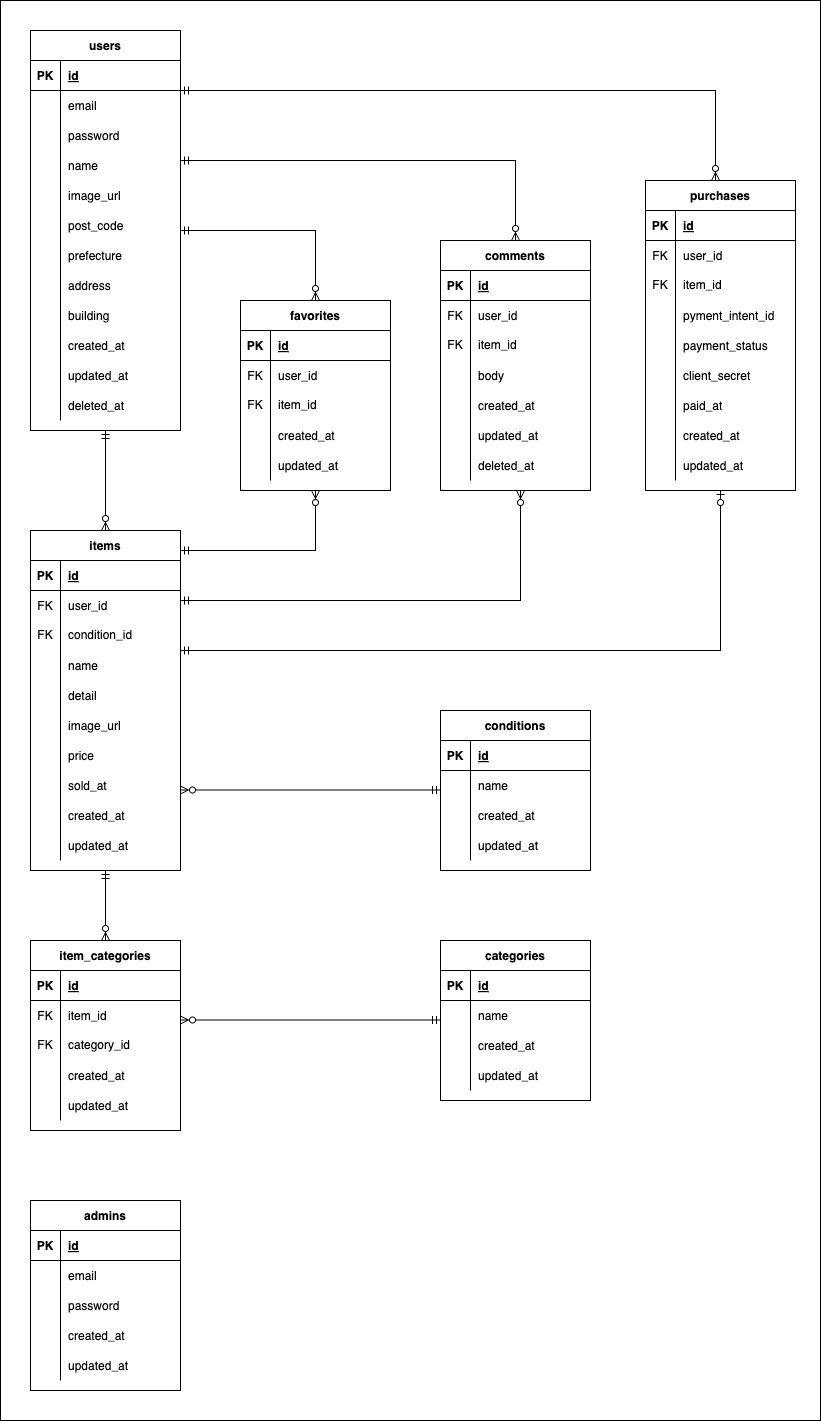 users
PK id
email
password
name
image_url
post_code
prefecture
address
building
created_at
updated_at
deleted_at
favorites
PK id
FK user_id
FK item_id
created_at
updated_at
comments
PK id
FK user_id
FK item_id
body
created_at
updated_at
deleted_at
purchases
PK id
FK user_id
FK item_id
pyment_intent_id
payment_status
client_secret
paid_at
created_at
updated_at
items
PK id
FK user_id
FK condition_id
name
detail
image_url
price
sold_at
created_at
updated_at
conditions
PK id
name
created_at
updated_at
item_categories
PK id
FK item_id
FK category_id
created_at
updated_at
categories
PK id
name
created_at
updated_at
admins
PK id
email
password
created_at
updated_at